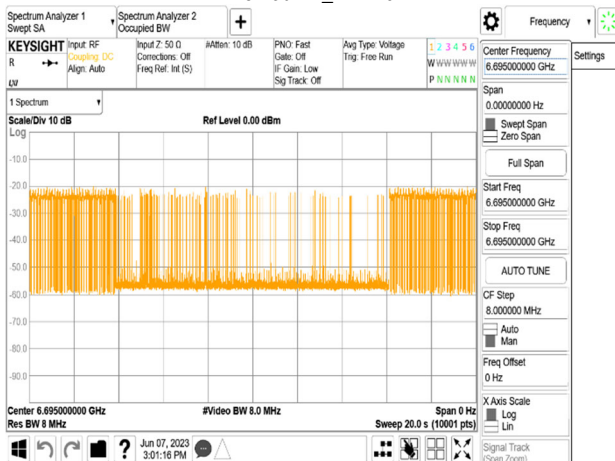 Spectrum Analyzer 1
Swept SA
Spectrum Analyzer 2
Occupied BW
+
Frequency
Settings
KEYSIGHT
R
Input: RF
Coupling: DC
Align: Auto
Input Z: 50 Ω
Corrections: Off
Freq Ref: Int (S)
#Atten: 10 dB
PNO: Fast
Gate: Off
IF Gain: Low
Sig Track: Off
Avg Type: Voltage
Trig: Free Run
1 2 3 4 5 6
W W W W W W
P N N N N N
1 Spectrum
Scale/Div 10 dB
Ref Level 0.00 dBm
Log
-10.0
-20.0
-30.0
-40.0
-50.0
-60.0
-70.0
-80.0
-90.0
Center 6.695000000 GHz
Res BW 8 MHz
#Video BW 8.0 MHz
Span 0 Hz
Sweep 20.0 s (10001 pts)
Center Frequency
6.695000000 GHz
Span
0.00000000 Hz
Swept Span
Zero Span
Full Span
Start Freq
6.695000000 GHz
Stop Freq
6.695000000 GHz
AUTO TUNE
CF Step
8.000000 MHz
Auto
Man
Freq Offset
0 Hz
X Axis Scale
Log
Lin
Signal Track
(Span Zoom)
?
Jun 07, 2023
3:01:16 PM